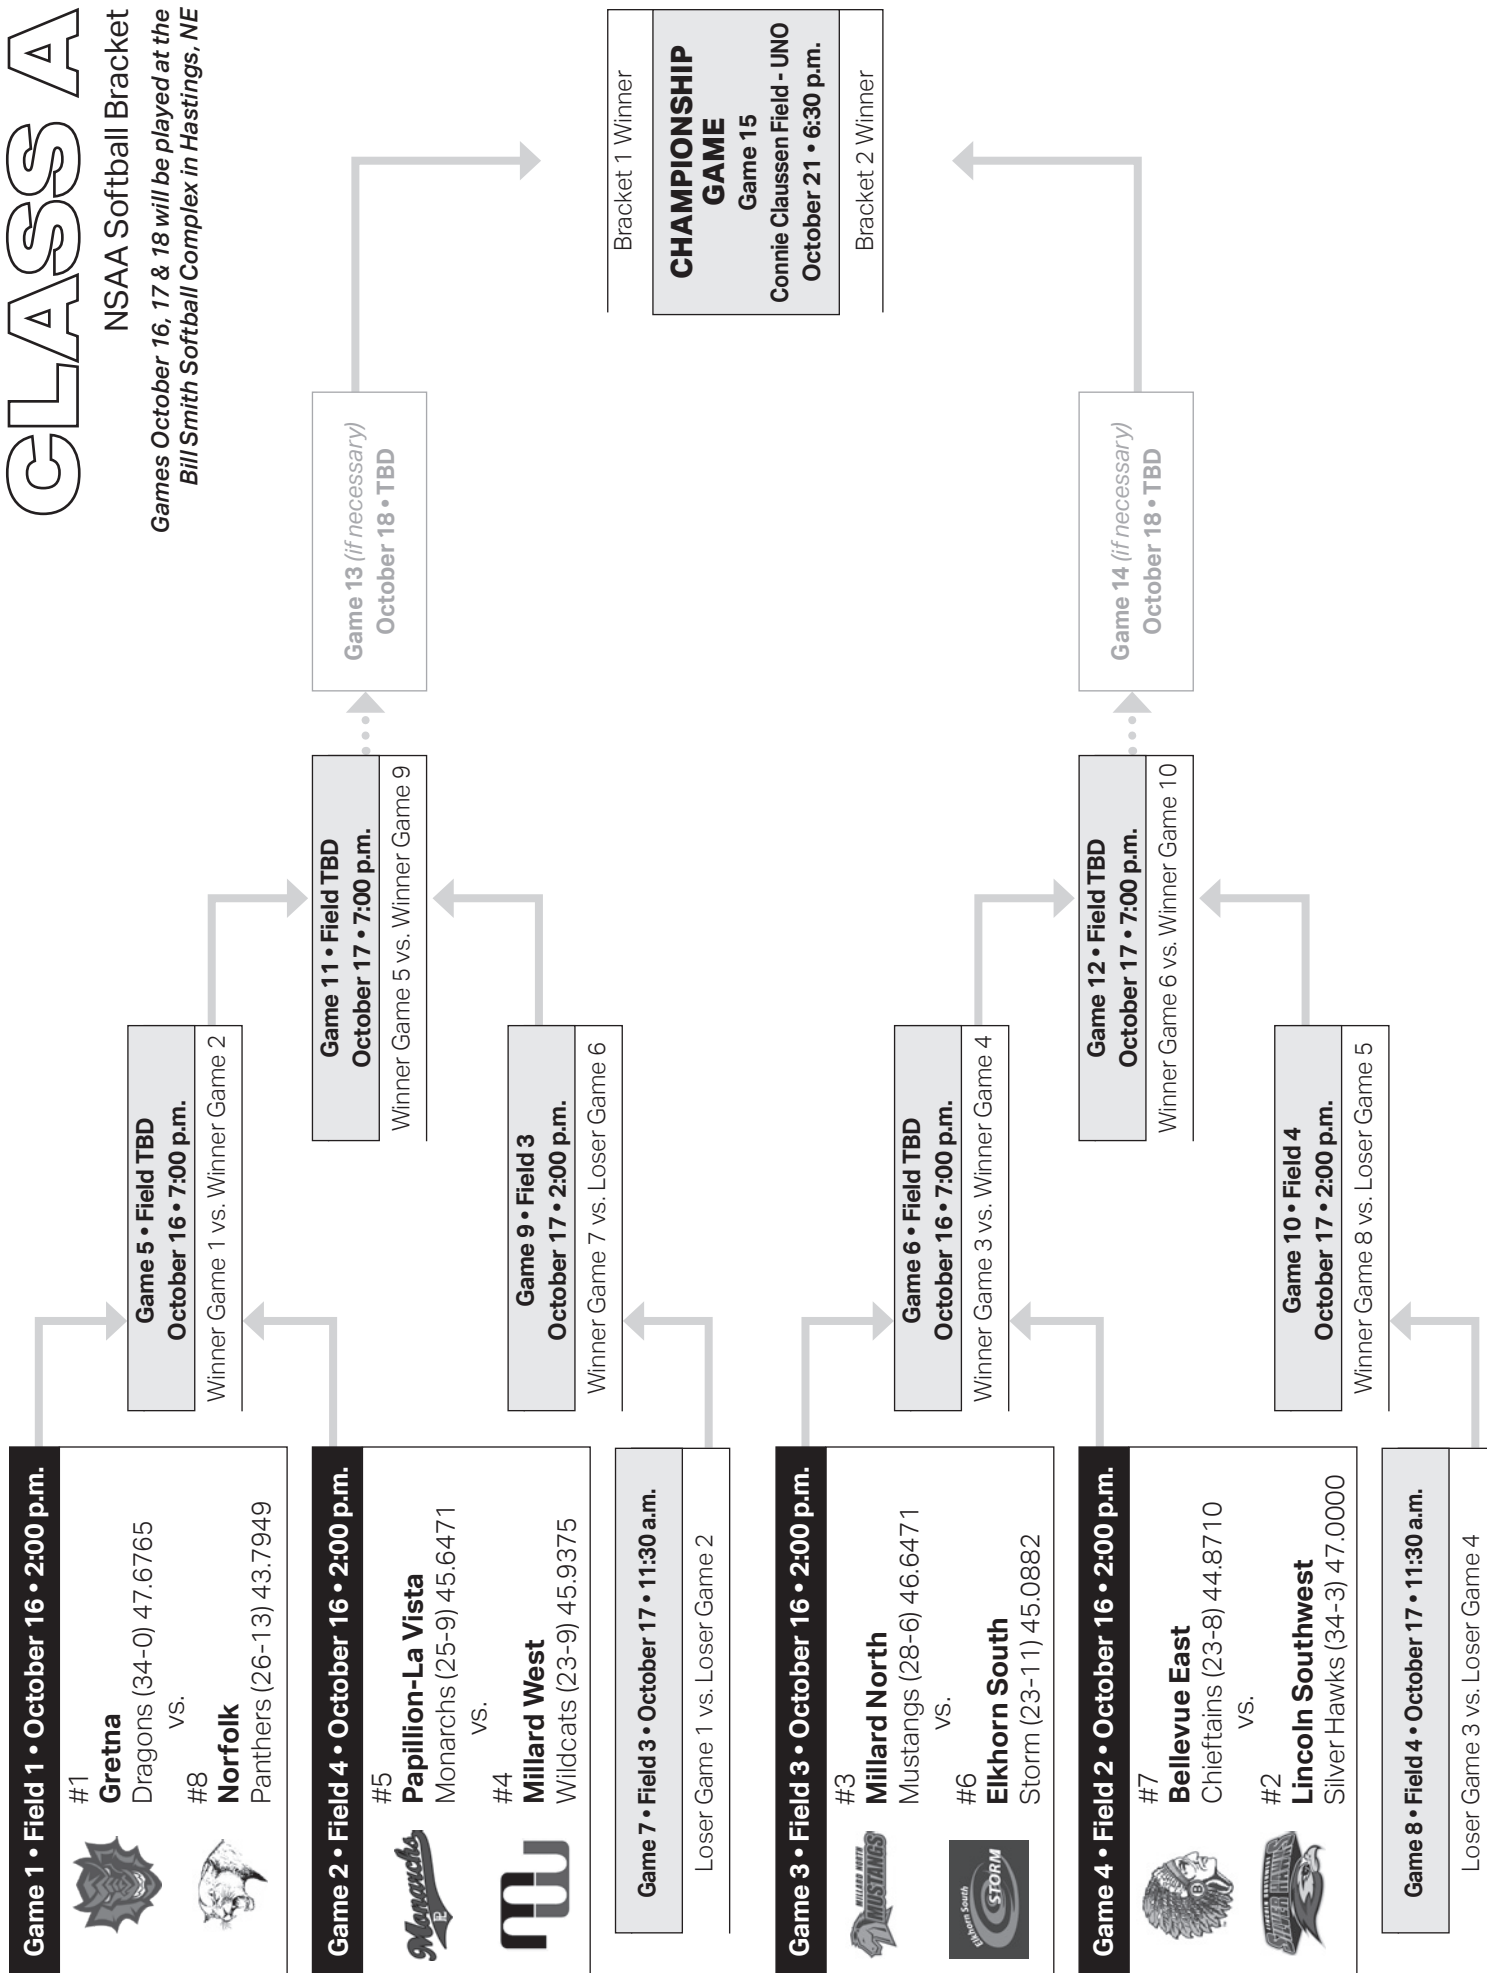 CLASS A
NSAA Softball Bracket
Games October 16, 17 & 18 will be played at the
Bill Smith Softball Complex in Hastings, NE
Game 1 • Field 1 • October 16 • 2:00 p.m.
#1
Gretna
Dragons (34-0) 47.6765
vs.
#8
Norfolk
Panthers (26-13) 43.7949
Game 2 • Field 4 • October 16 • 2:00 p.m.
Monarchs
PL
#5
Papillion-La Vista
Monarchs (25-9) 45.6471
vs.
#4
Millard West
Wildcats (23-9) 45.9375
Game 7 • Field 3 • October 17 • 11:30 a.m.
Loser Game 1 vs. Loser Game 2
Game 3 • Field 3 • October 16 • 2:00 p.m.
MILLARD NORTH
MUSTANGS
#3
Millard North
Mustangs (28-6) 46.6471
vs.
Elkhorn South
STORM
#6
Elkhorn South
Storm (23-11) 45.0882
Game 4 • Field 2 • October 16 • 2:00 p.m.
B
#7
Bellevue East
Chieftains (23-8) 44.8710
vs.
LINCOLN SOUTHWEST
SILVER HAWKS
#2
Lincoln Southwest
Silver Hawks (34-3) 47.0000
Game 8 • Field 4 • October 17 • 11:30 a.m.
Loser Game 3 vs. Loser Game 4
Game 5 • Field TBD
October 16 • 7:00 p.m.
Winner Game 1 vs. Winner Game 2
Game 9 • Field 3
October 17 • 2:00 p.m.
Winner Game 7 vs. Loser Game 6
Game 6 • Field TBD
October 16 • 7:00 p.m.
Winner Game 3 vs. Winner Game 4
Game 10 • Field 4
October 17 • 2:00 p.m.
Winner Game 8 vs. Loser Game 5
Game 11 • Field TBD
October 17 • 7:00 p.m.
Winner Game 5 vs. Winner Game 9
Game 12 • Field TBD
October 17 • 7:00 p.m.
Winner Game 6 vs. Winner Game 10
Game 13 (if necessary)
October 18 • TBD
Game 14 (if necessary)
October 18 • TBD
Bracket 1 Winner
CHAMPIONSHIP
GAME
Game 15
Connie Claussen Field - UNO
October 21 • 6:30 p.m.
Bracket 2 Winner